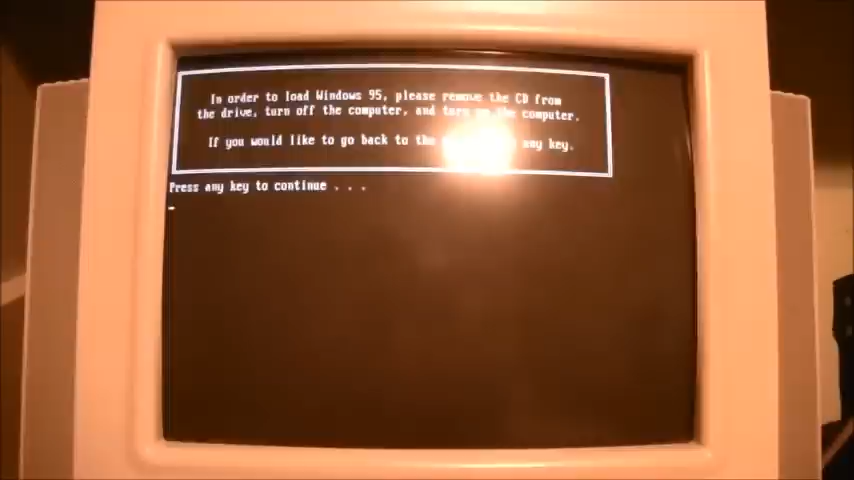 In order to load Windows 95, please remove the CD from
the drive, turn off the computer, and turn on the computer.
If you would like to go back to the any key.
Press any key to continue . . .